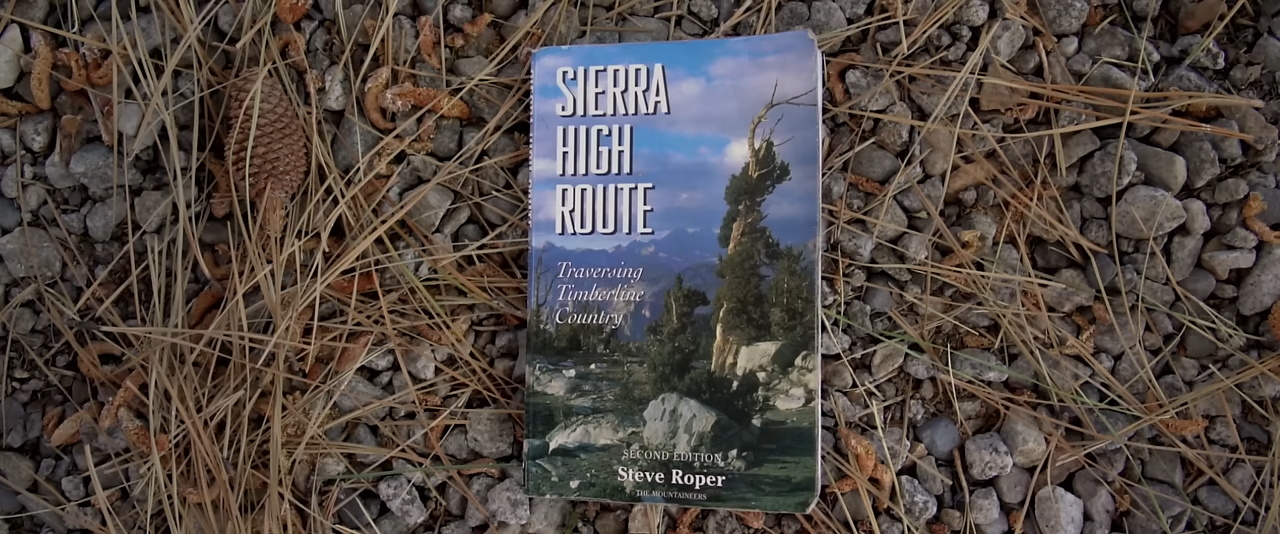 SIERRA
HIGH
ROUTE
Traversing
Timberline
Country
SECOND EDITION
Steve Roper
THE MOUNTAINEERS